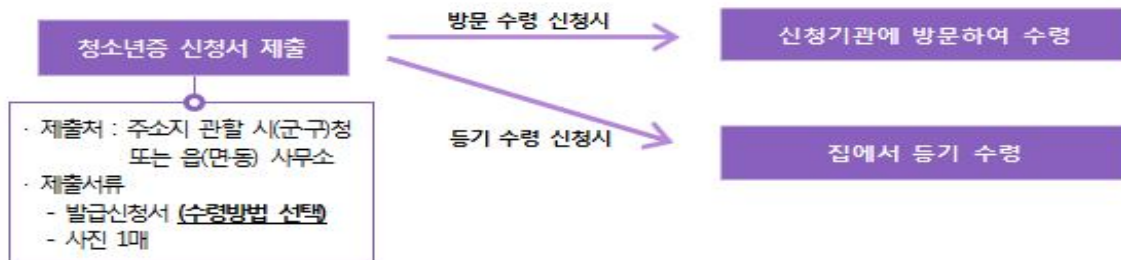 청소년증 신청서 제출
방문 수령 신청시
신청기관에 방문하여 수령
등기 수령 신청시
집에서 등기 수령
· 제출처 : 주소지 관할 시(군·구)청
또는 읍(면·동) 사무소
· 제출서류
- 발급신청서 (수령방법 선택)
- 사진 1매